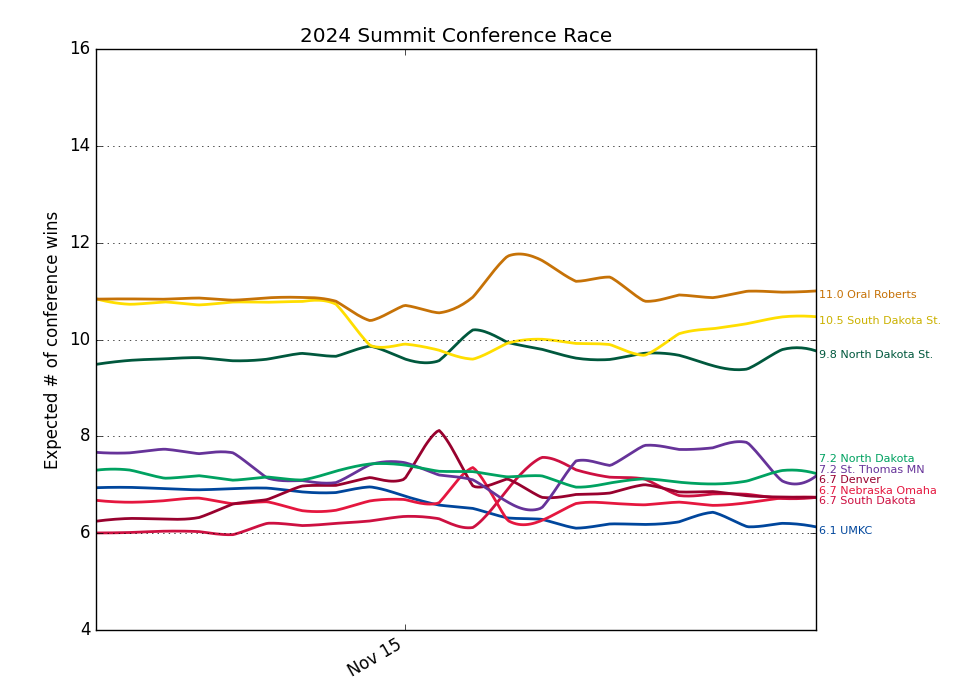 2024 Summit Conference Race
Expected # of conference wins
16
14
12
10
8
6
4
Nov 15
11.0 Oral Roberts
10.5 South Dakota St.
9.8 North Dakota St.
7.2 North Dakota
7.2 St. Thomas MN
6.7 Denver
6.7 Nebraska Omaha
6.7 South Dakota
6.1 UMKC